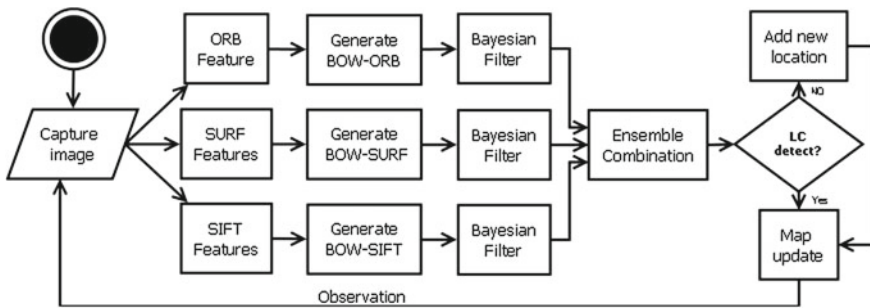 ORB
Feature
Generate
BOW-ORB
Bayesian
Filter
Add new
location
NO
Capture
image
SURF
Features
Generate
BOW-SURF
Bayesian
Filter
Ensemble
Combination
LC
detect?
Yes
SIFT
Features
Generate
BOW-SIFT
Bayesian
Filter
Map
update
Observation